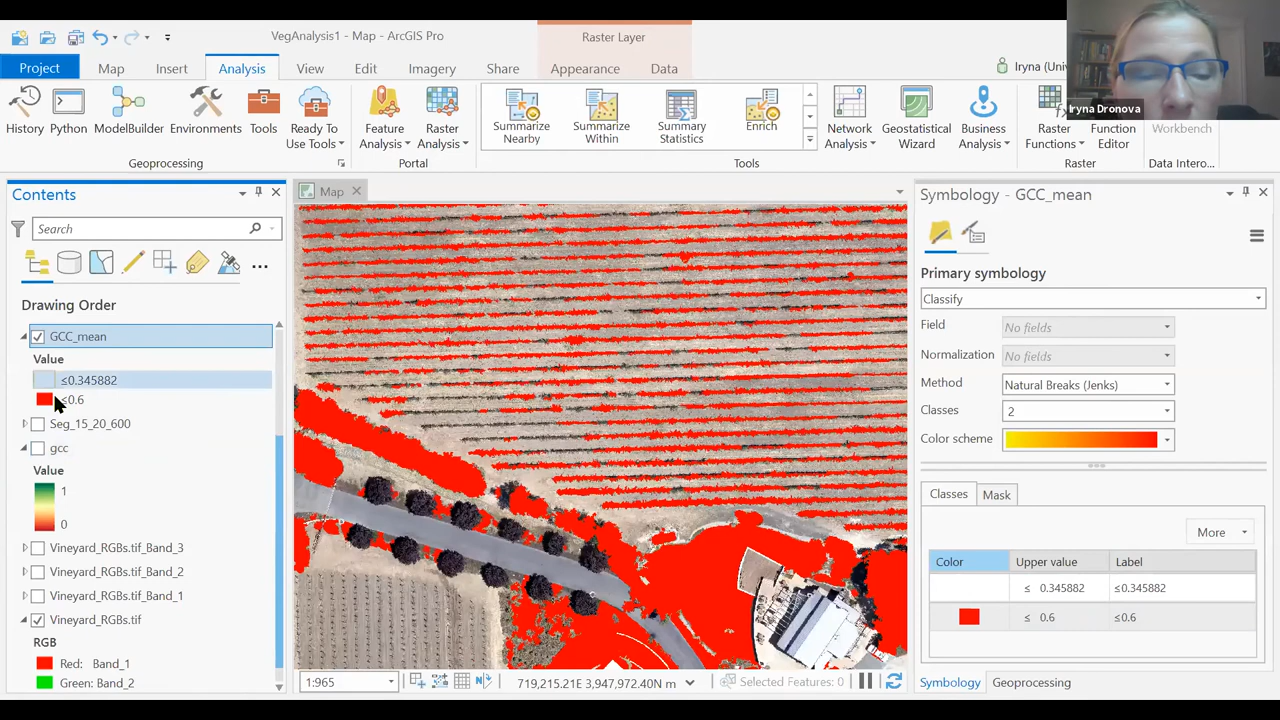 VegAnalysis1 - Map - ArcGIS Pro
Raster Layer
Project
Map
Insert
Analysis
View
Edit
Imagery
Share
Appearance
Data
Iryna (Uni
Iryna Dronova
History
Python
ModelBuilder
Environments
Tools
Ready To
Use Tools
Feature
Analysis
Raster
Analysis
Summarize
Nearby
Summarize
Within
Summary
Statistics
Enrich
Network
Analysis
Geostatistical
Wizard
Business
Analysis
Raster
Functions
Function
Editor
Workbench
Geoprocessing
Portal
Tools
Raster
Data Intero...
Contents
Search
Drawing Order
GCC_mean
Value
≤0.345882
≤0.6
Seg_15_20_600
gcc
Value
1
0
Vineyard_RGBs.tif_Band_3
Vineyard_RGBs.tif_Band_2
Vineyard_RGBs.tif_Band_1
Vineyard_RGBs.tif
RGB
Red: Band_1
Green: Band_2
Map
1:965
719,215.21E 3,947,972.40N m
Selected Features: 0
Symbology - GCC_mean
Primary symbology
Classify
Field No fields
Normalization No fields
Method Natural Breaks (Jenks)
Classes 2
Color scheme
Classes
Mask
More
Color Upper value Label
≤ 0.345882 ≤0.345882
≤ 0.6 ≤0.6
Symbology
Geoprocessing